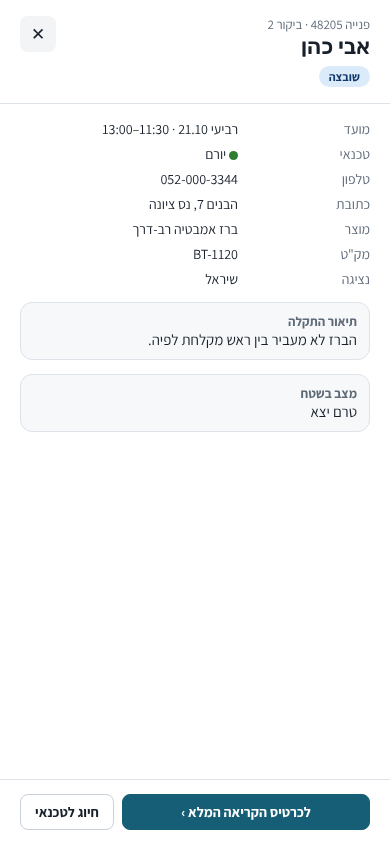 פנייה 48205 · ביקור 2
אבי כהן
שובצה
✕
מועד רביעי 21.10 · 11:30–13:00
טכנאי יורם
טלפון 052-000-3344
כתובת הבנים 7, נס ציונה
מוצר ברז אמבטיה רב-דרך
מק"ט BT-1120
נציגה שיראל
תיאור התקלה
הברז לא מעביר בין ראש מקלחת לפיה.
מצב בשטח
טרם יצא
לכרטיס הקריאה המלא ›
חיוג לטכנאי